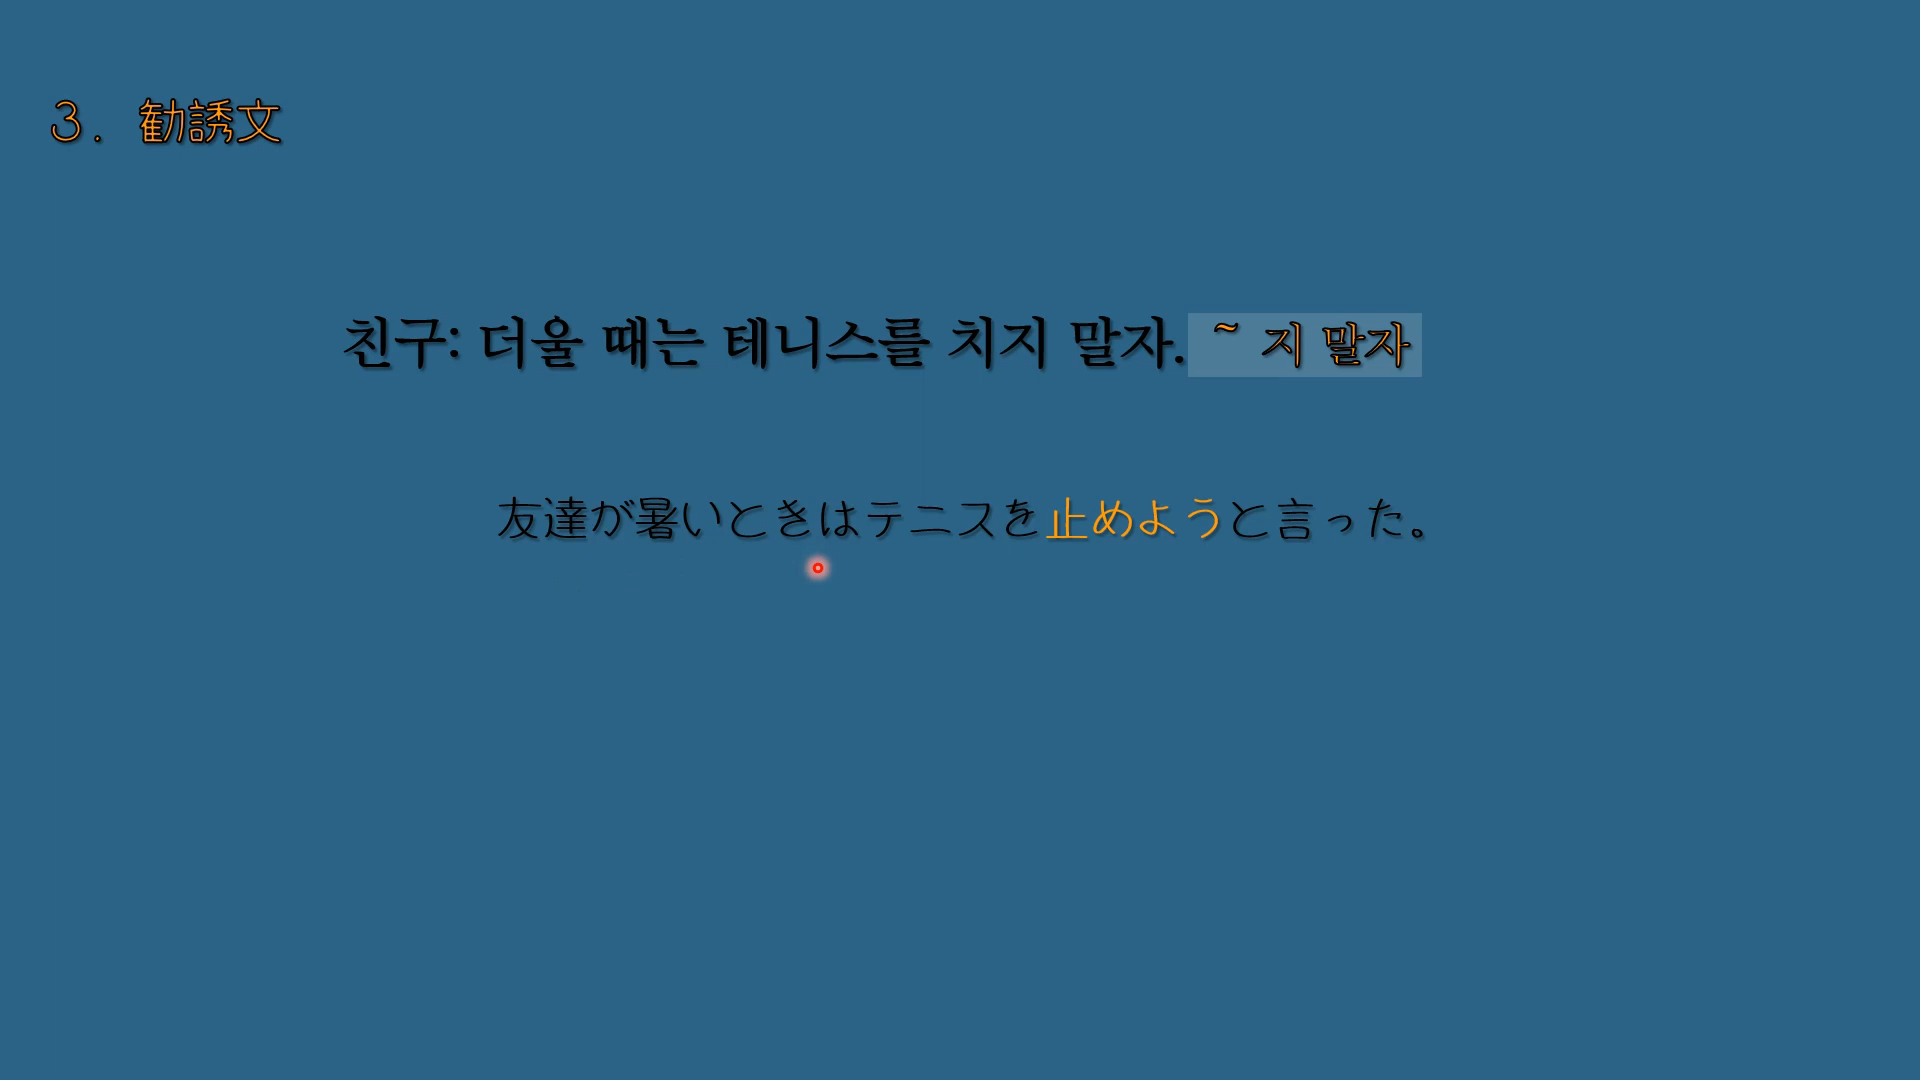 ３．勧誘文
친구: 더울 때는 테니스를 치지 말자. ~ 지 말자
友達が暑いときはテニスを止めようと言った。